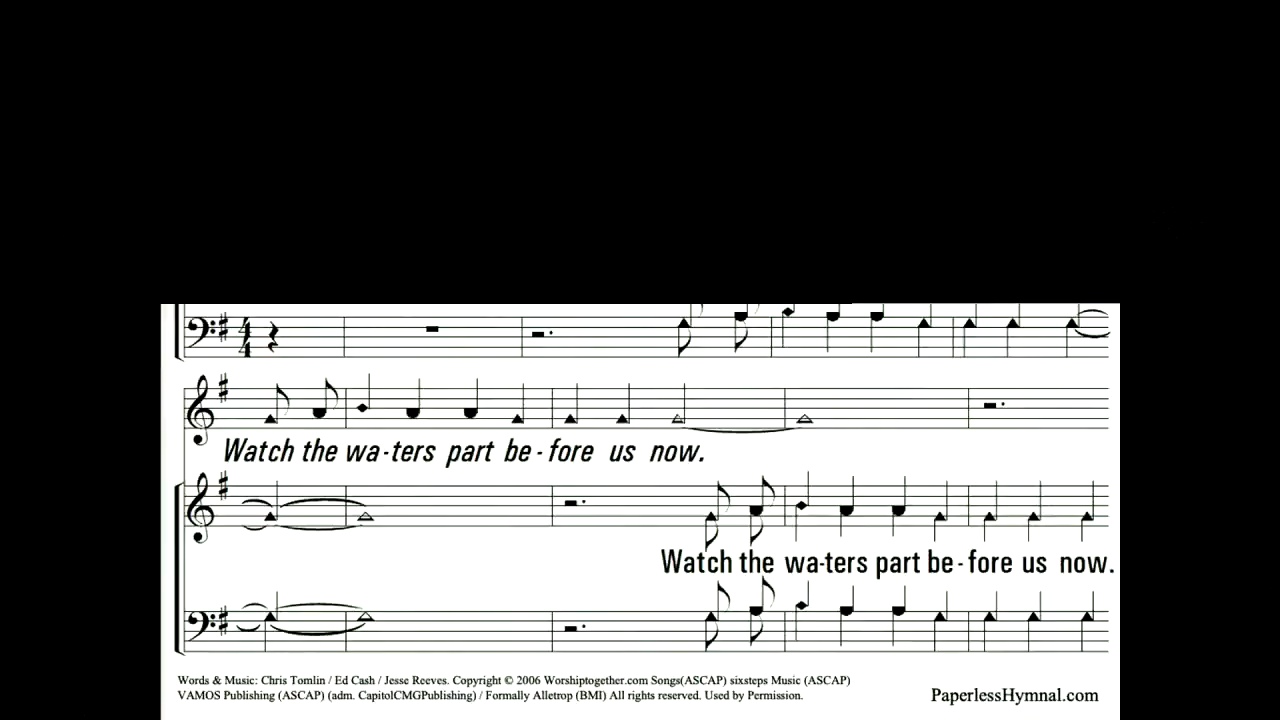 4
4
Watch the wa-ters part be-fore us now.
Watch the wa-ters part be-fore us now.
Words & Music: Chris Tomlin / Ed Cash / Jesse Reeves. Copyright © 2006 Worshiptogether.com Songs(ASCAP) sixsteps Music (ASCAP)
VAMOS Publishing (ASCAP) (adm. CapitolCMGPublishing) / Formally Alletrop (BMI) All rights reserved. Used by Permission.
PaperlessHymnal.com